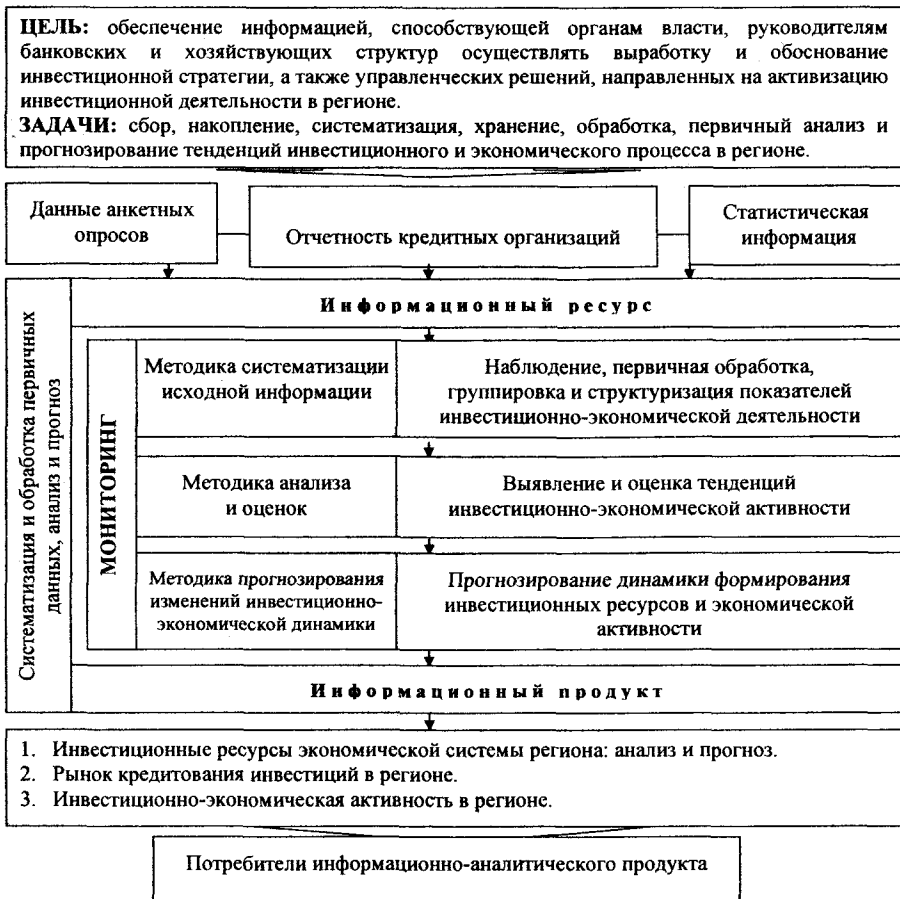 ЦЕЛЬ: обеспечение информацией, способствующей органам власти, руководителям
банковских и хозяйствующих структур осуществлять выработку и обоснование
инвестиционной стратегии, а также управленческих решений, направленных на активизацию
инвестиционной деятельности в регионе.
ЗАДАЧИ: сбор, накопление, систематизация, хранение, обработка, первичный анализ и
прогнозирование тенденций инвестиционного и экономического процесса в регионе.
Данные анкетных
опросов
Отчетность кредитных организаций
Статистическая
информация
Систематизация и обработка первичных
данных, анализ и прогноз
Информационный ресурс
МОНИТОРИНГ
Методика систематизации
исходной информации
Наблюдение, первичная обработка,
группировка и структуризация показателей
инвестиционно-экономической деятельности
Методика анализа
и оценок
Выявление и оценка тенденций
инвестиционно-экономической активности
Методика прогнозирования
изменений инвестиционно-
экономической динамики
Прогнозирование динамики формирования
инвестиционных ресурсов и экономической
активности
Информационный продукт
1. Инвестиционные ресурсы экономической системы региона: анализ и прогноз.
2. Рынок кредитования инвестиций в регионе.
3. Инвестиционно-экономическая активность в регионе.
Потребители информационно-аналитического продукта